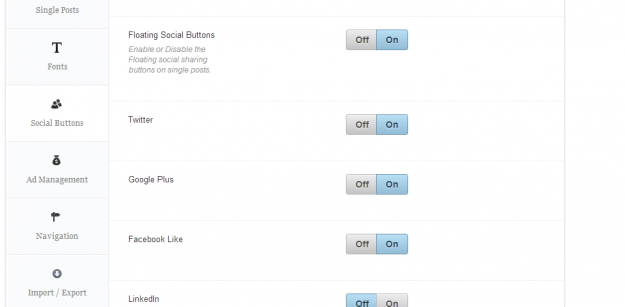 Single Posts
Fonts
Social Buttons
Ad Management
Navigation
Import / Export
Floating Social Buttons
Off On
Enable or Disable the
Floating social sharing
buttons on single posts.
Twitter
Off On
Google Plus
Off On
Facebook Like
Off On
LinkedIn
Off On